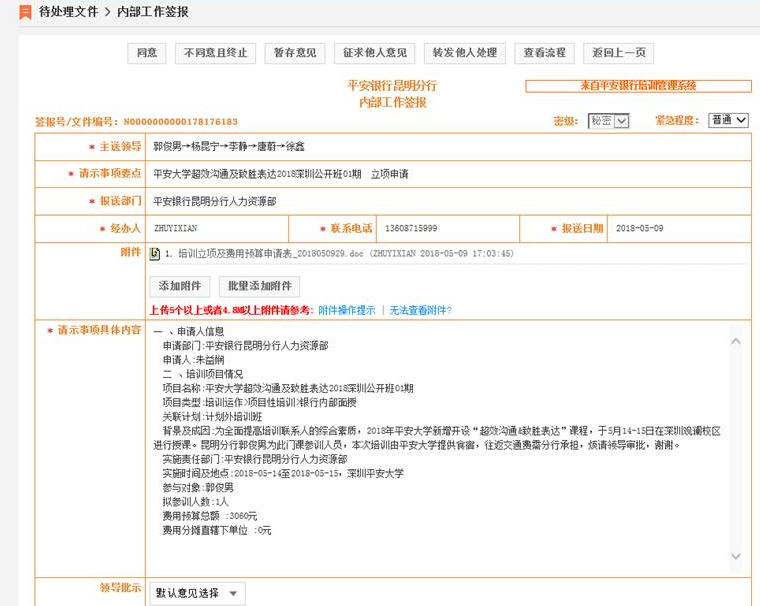 待处理文件 > 内部工作签报
同意 不同意且终止 暂存意见 征求他人意见 转发他人处理 查看流程 返回上一页
平安银行昆明分行
内部工作签报
来自平安银行培训管理系统
签报号/文件编号: N0000000000178176183 密级: 秘密 紧急程度: 普通
* 主送领导 郭俊男→杨昆宁→李静→唐蔚→徐鑫
* 请示事项要点 平安大学超效沟通及致胜表达2018深圳公开班01期 立项申请
* 报送部门 平安银行昆明分行人力资源部
* 经办人 ZHUYIXIAN * 联系电话 13608715999 * 报送日期 2018-05-09
附件 1. 培训立项及费用预算申请表_2018050929.doc (ZHUYIXIAN 2018-05-09 17:03:45)
添加附件 批量添加附件
上传5个以上或者4.8M以上附件请参考: 附件操作提示 | 无法查看附件?
* 请示事项具体内容 一 、申请人信息
申请部门:平安银行昆明分行人力资源部
申请人:朱益娴
二 、培训项目情况
项目名称:平安大学超效沟通及致胜表达2018深圳公开班01期
项目类型:培训运作>项目性培训>银行内部面授
关联计划:计划外培训班
背景及成因:为全面提高培训联系人的综合素质，2018年平安大学新增开设“超效沟通&致胜表达”课程，于5月14-15日在深圳观澜校区
进行授课。昆明分行郭俊男为此门课参训人员，本次培训由平安大学提供食宿，往返交通费需分行承担，烦请领导审批，谢谢。
实施责任部门:平安银行昆明分行人力资源部
实施时间及地点:2018-05-14至2018-05-15，深圳平安大学
参与对象:郭俊男
拟参训人数:1人
费用预算总额 :3060元
费用分摊直辖下单位 :0元
领导批示 默认意见选择